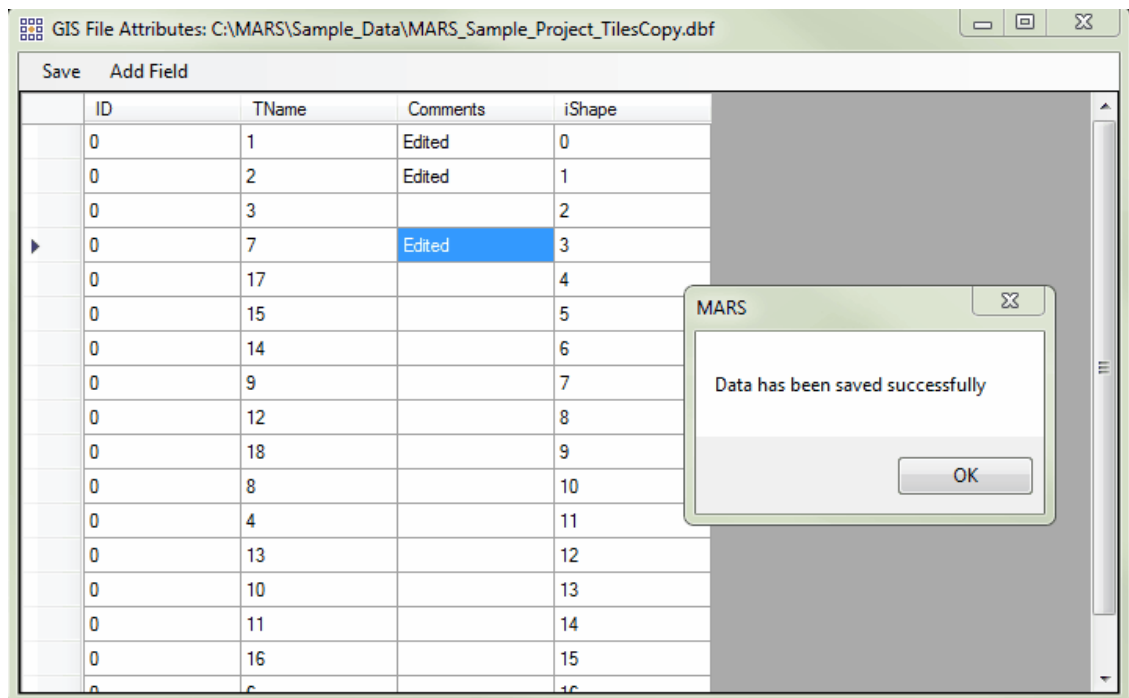 GIS File Attributes: C:\MARS\Sample_Data\MARS_Sample_Project_TilesCopy.dbf
Save Add Field
ID TName Comments iShape
0 1 Edited 0
0 2 Edited 1
0 3 2
0 7 Edited 3
0 17 4
0 15 5
0 14 6
0 9 7
0 12 8
0 18 9
0 8 10
0 4 11
0 13 12
0 10 13
0 11 14
0 16 15
0 6 16
MARS
Data has been saved successfully
OK